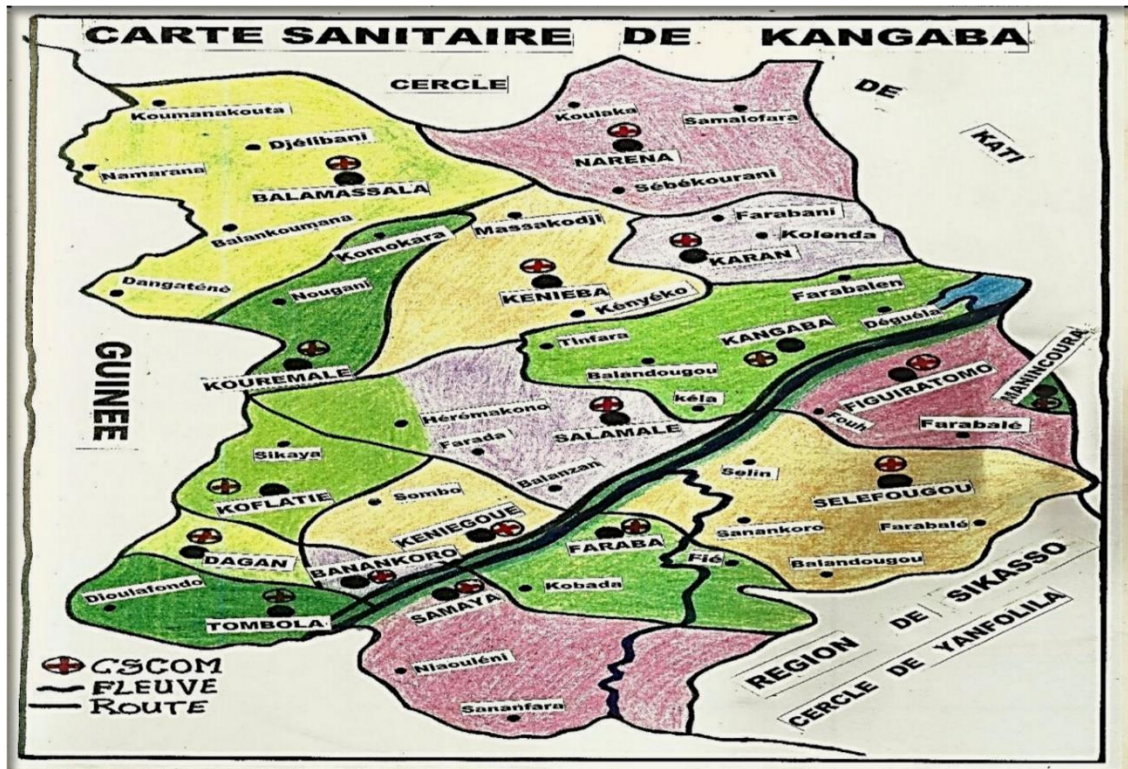 CARTE SANITAIRE DE KANGABA
CERCLE
DE
KATI
Koumanakouta
Koulaka
Samalofara
Djélibani
NARENA
Namarana
BALAMASSALA
Sébékourani
Balankoumana
Massakodji
Farabani
Komokara
Kolenda
KARAN
Dangaténé
Nougani
KENIEBA
Kényéko
Farabalen
Déguéla
GUINEE
Tinfara
KANGABA
KOUREMALE
Balandougou
kéla
FIGUIRATOMO
MANINCOURA
Hérémakono
SALAMALE
Fouh
Farabalé
Farada
Sikaya
Balanzan
Selin
KOFLATIE
Sombo
SELEFOUGOU
KENIEGOUE
Sanankoro
Farabalé
FARABA
DAGAN
BANANKORO
Fié
Balandougou
Dioulafondo
Kobada
SAMAYA
TOMBOLA
REGION DE SIKASSO
CERCLE DE YANFOLILA
Niaouléni
Sananfara
CSCOM
FLEUVE
ROUTE